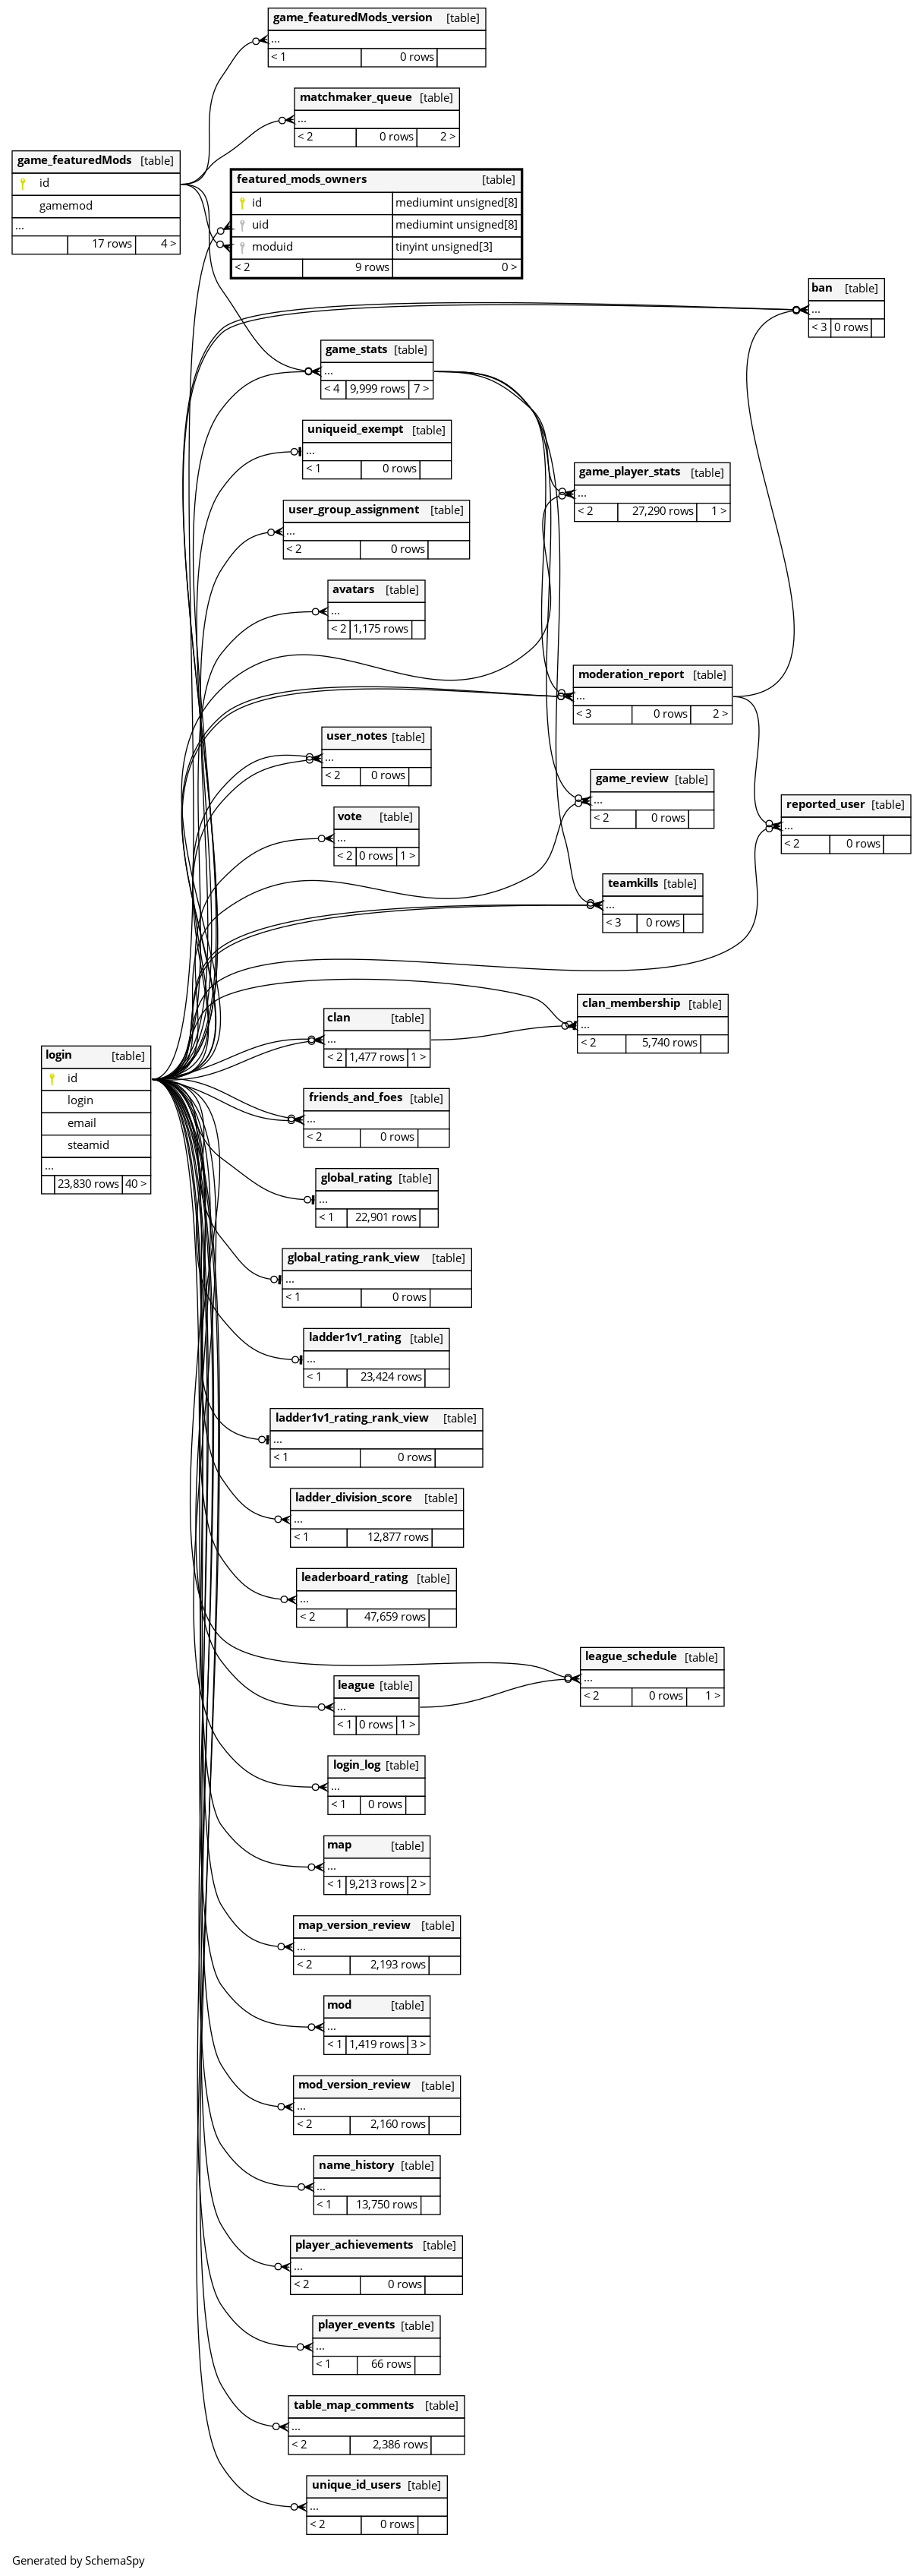 game_featuredMods_version [table]
...
< 1 0 rows
matchmaker_queue [table]
...
< 2 0 rows 2 >
game_featuredMods [table]
id
gamemod
...
17 rows 4 >
featured_mods_owners [table]
id mediumint unsigned[8]
uid mediumint unsigned[8]
moduid tinyint unsigned[3]
< 2 9 rows 0 >
ban [table]
...
< 3 0 rows
game_stats [table]
...
< 4 9,999 rows 7 >
uniqueid_exempt [table]
...
< 1 0 rows
game_player_stats [table]
...
< 2 27,290 rows 1 >
user_group_assignment [table]
...
< 2 0 rows
avatars [table]
...
< 2 1,175 rows
moderation_report [table]
...
< 3 0 rows 2 >
user_notes [table]
...
< 2 0 rows
game_review [table]
...
< 2 0 rows
reported_user [table]
...
< 2 0 rows
vote [table]
...
< 2 0 rows 1 >
teamkills [table]
...
< 3 0 rows
clan_membership [table]
...
< 2 5,740 rows
clan [table]
...
< 2 1,477 rows 1 >
login [table]
id
login
email
steamid
...
23,830 rows 40 >
friends_and_foes [table]
...
< 2 0 rows
global_rating [table]
...
< 1 22,901 rows
global_rating_rank_view [table]
...
< 1 0 rows
ladder1v1_rating [table]
...
< 1 23,424 rows
ladder1v1_rating_rank_view [table]
...
< 1 0 rows
ladder_division_score [table]
...
< 1 12,877 rows
leaderboard_rating [table]
...
< 2 47,659 rows
league_schedule [table]
...
< 2 0 rows 1 >
league [table]
...
< 1 0 rows 1 >
login_log [table]
...
< 1 0 rows
map [table]
...
< 1 9,213 rows 2 >
map_version_review [table]
...
< 2 2,193 rows
mod [table]
...
< 1 1,419 rows 3 >
mod_version_review [table]
...
< 2 2,160 rows
name_history [table]
...
< 1 13,750 rows
player_achievements [table]
...
< 2 0 rows
player_events [table]
...
< 1 66 rows
table_map_comments [table]
...
< 2 2,386 rows
unique_id_users [table]
...
< 2 0 rows
Generated by SchemaSpy